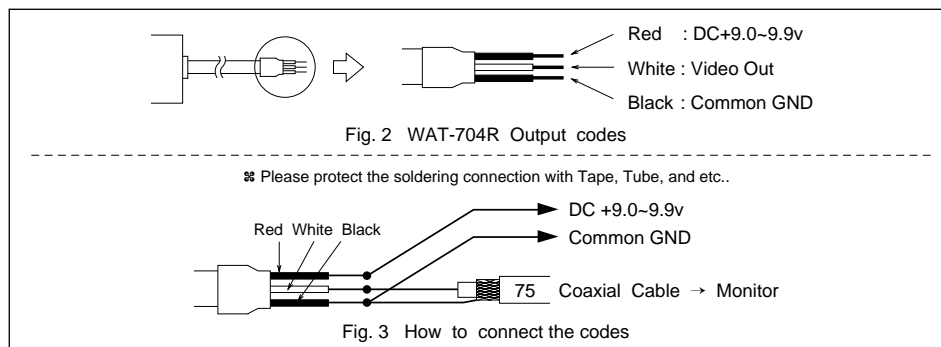 Red : DC+9.0~9.9v
White : Video Out
Black : Common GND
Fig. 2 WAT-704R Output codes
⌘ Please protect the soldering connection with Tape, Tube, and etc..
DC +9.0~9.9v
Red White Black
Common GND
75 Coaxial Cable → Monitor
Fig. 3 How to connect the codes